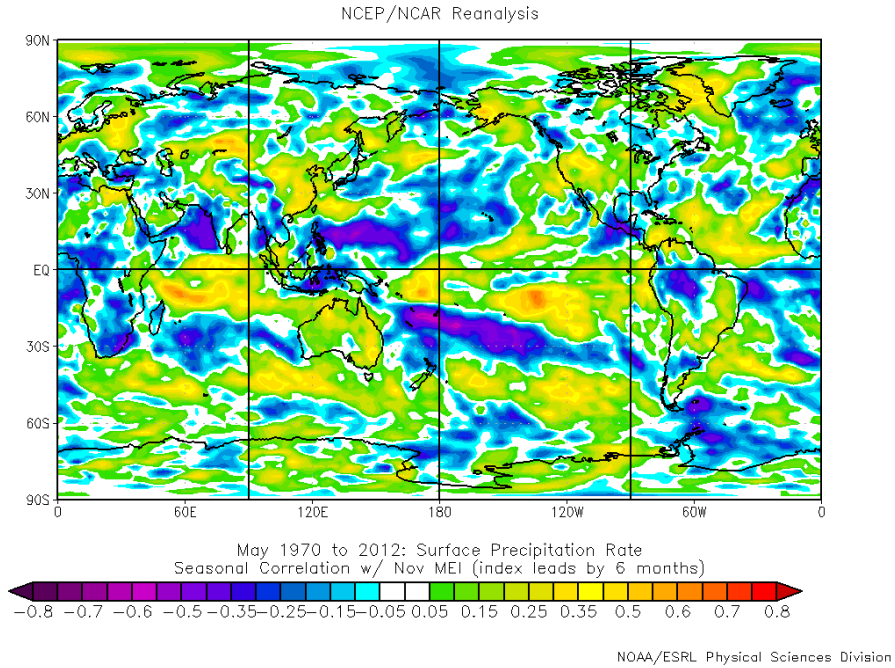 NCEP/NCAR Reanalysis
90N
60N
30N
EQ
30S
60S
90S
0 60E 120E 180 120W 60W 0
May 1970 to 2012: Surface Precipitation Rate
Seasonal Correlation w/ Nov MEI (index leads by 6 months)
-0.8 -0.7 -0.6 -0.5 -0.35 -0.25 -0.15 -0.05 0.05 0.15 0.25 0.35 0.5 0.6 0.7 0.8
NOAA/ESRL Physical Sciences Division